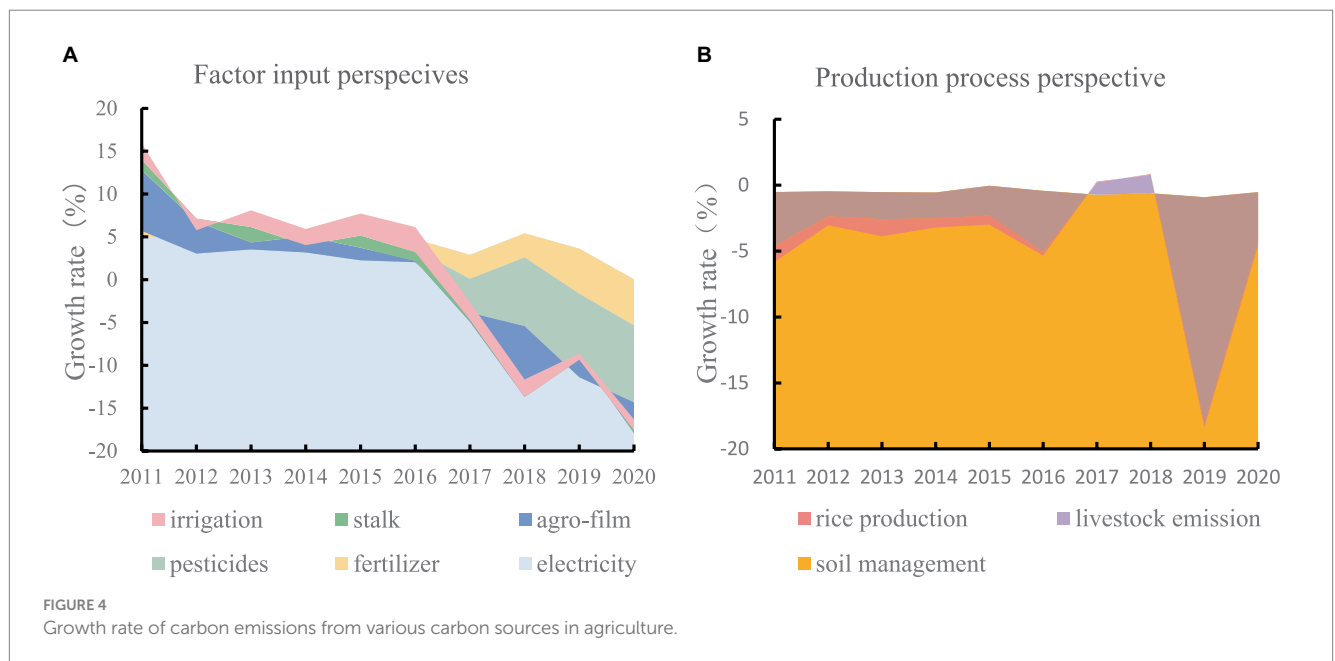 A
Factor input perspecives
Growth rate（%）
20
15
10
5
0
-5
-10
-15
-20
2011 2012 2013 2014 2015 2016 2017 2018 2019 2020
irrigation stalk agro-film
pesticides fertilizer electricity
B
Production process perspective
Growth rate（%）
5
0
-5
-10
-15
-20
2011 2012 2013 2014 2015 2016 2017 2018 2019 2020
rice production livestock emission
soil management
FIGURE 4
Growth rate of carbon emissions from various carbon sources in agriculture.